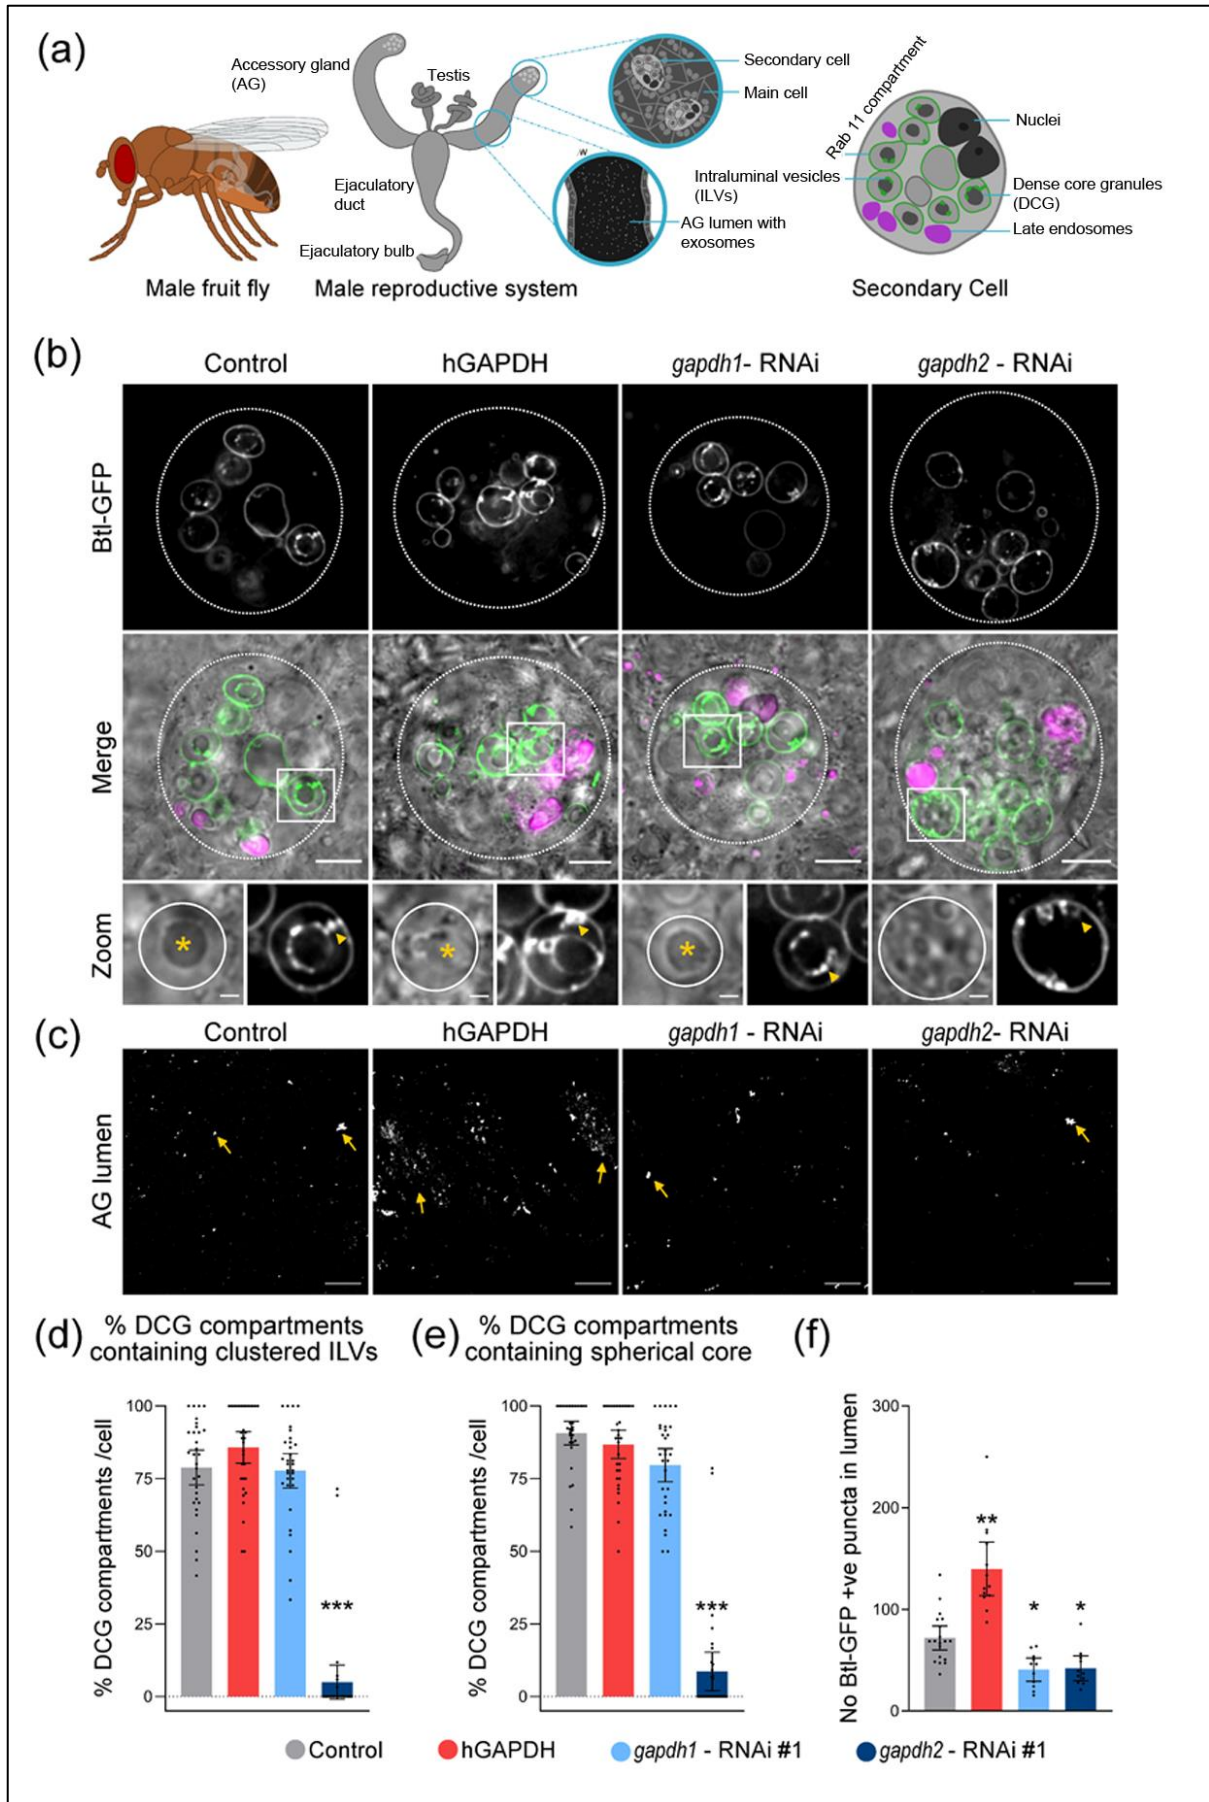 (a)
Accessory gland
(AG)
Testis
Secondary cell
Main cell
Ejaculatory
duct
AG lumen with
exosomes
Ejaculatory bulb
Rab 11 compartment
Nuclei
Intraluminal vesicles
(ILVs)
Dense core granules
(DCG)
Late endosomes
Male fruit fly
Male reproductive system
Secondary Cell
(b)
Control
hGAPDH
gapdh1- RNAi
gapdh2 - RNAi
Btl-GFP
Merge
Zoom
*
*
*
(c)
Control
hGAPDH
gapdh1 - RNAi
gapdh2- RNAi
AG lumen
(d)
% DCG compartments
containing clustered ILVs
% DCG compartments /cell
100
75
50
25
0
***
(e)
% DCG compartments
containing spherical core
% DCG compartments /cell
100
75
50
25
0
***
(f)
No Btl-GFP +ve puncta in lumen
300
200
100
0
**
*
*
Control
hGAPDH
gapdh1 - RNAi #1
gapdh2 - RNAi #1